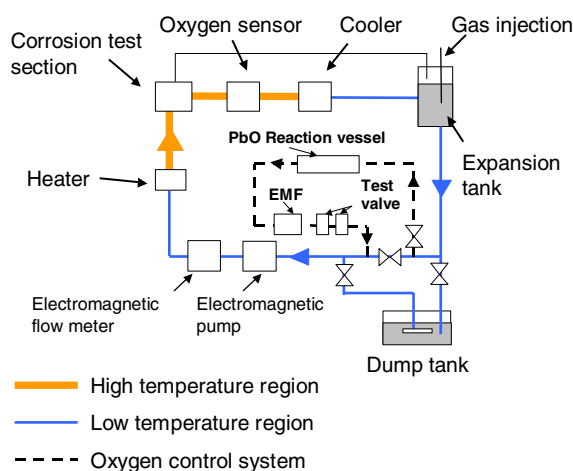 Oxygen sensor
Cooler
Gas injection
Corrosion test
section
PbO Reaction vessel
Expansion
tank
Heater
EMF
Test
valve
Electromagnetic
flow meter
Electromagnetic
pump
Dump tank
High temperature region
Low temperature region
Oxygen control system